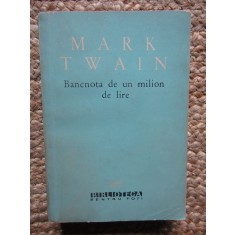 MARK
TWAIN
Bancnota de un milion
de lire
BIBLIOTECA
PENTRU TOȚI